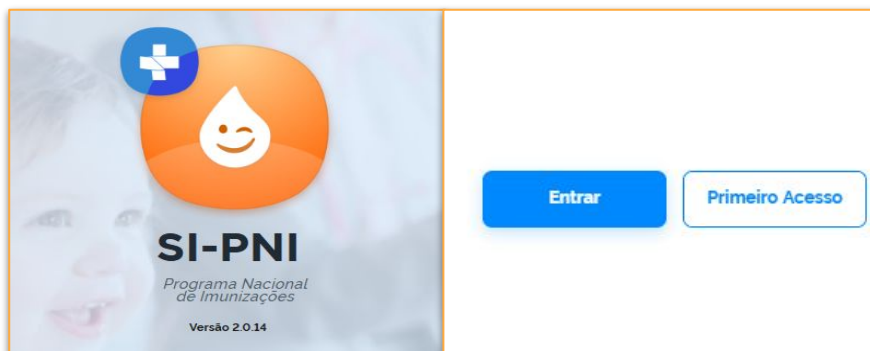 SI-PNI
Programa Nacional
de Imunizações
Versão 2.0.14
Entrar
Primeiro Acesso